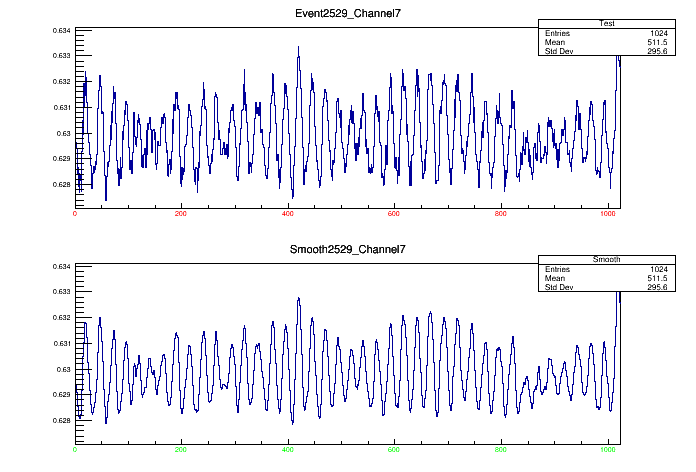 Event2529_Channel7
Test
Entries 1024
Mean 511.5
Std Dev 295.6
0.634
0.633
0.632
0.631
0.63
0.629
0.628
0 200 400 600 800 1000
Smooth2529_Channel7
Smooth
Entries 1024
Mean 511.5
Std Dev 295.6
0.634
0.633
0.632
0.631
0.63
0.629
0.628
0 200 400 600 800 1000